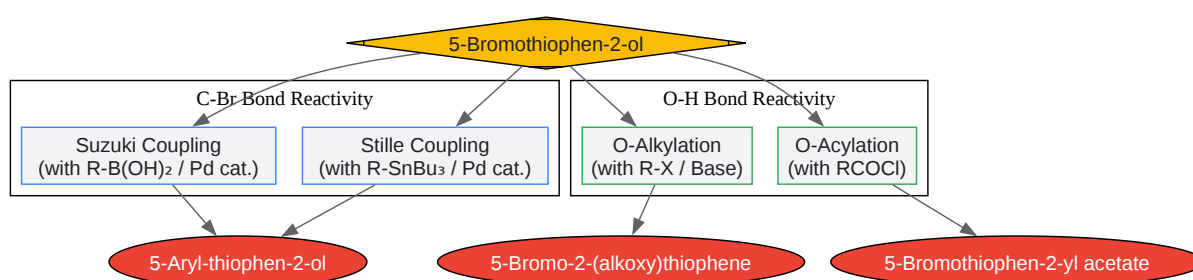 5-Bromothiophen-2-ol
C-Br Bond Reactivity
O-H Bond Reactivity
Suzuki Coupling
(with R-B(OH)₂ / Pd cat.)
Stille Coupling
(with R-SnBu₃ / Pd cat.)
O-Alkylation
(with R-X / Base)
O-Acylation
(with RCOCl)
5-Aryl-thiophen-2-ol
5-Bromo-2-(alkoxy)thiophene
5-Bromothiophen-2-yl acetate